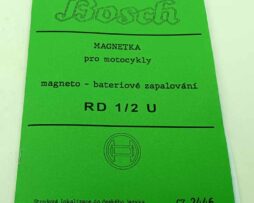 Bosch
MAGNETKA
pro motocykly
magneto - bateriové zapalování
RD 1/2 U